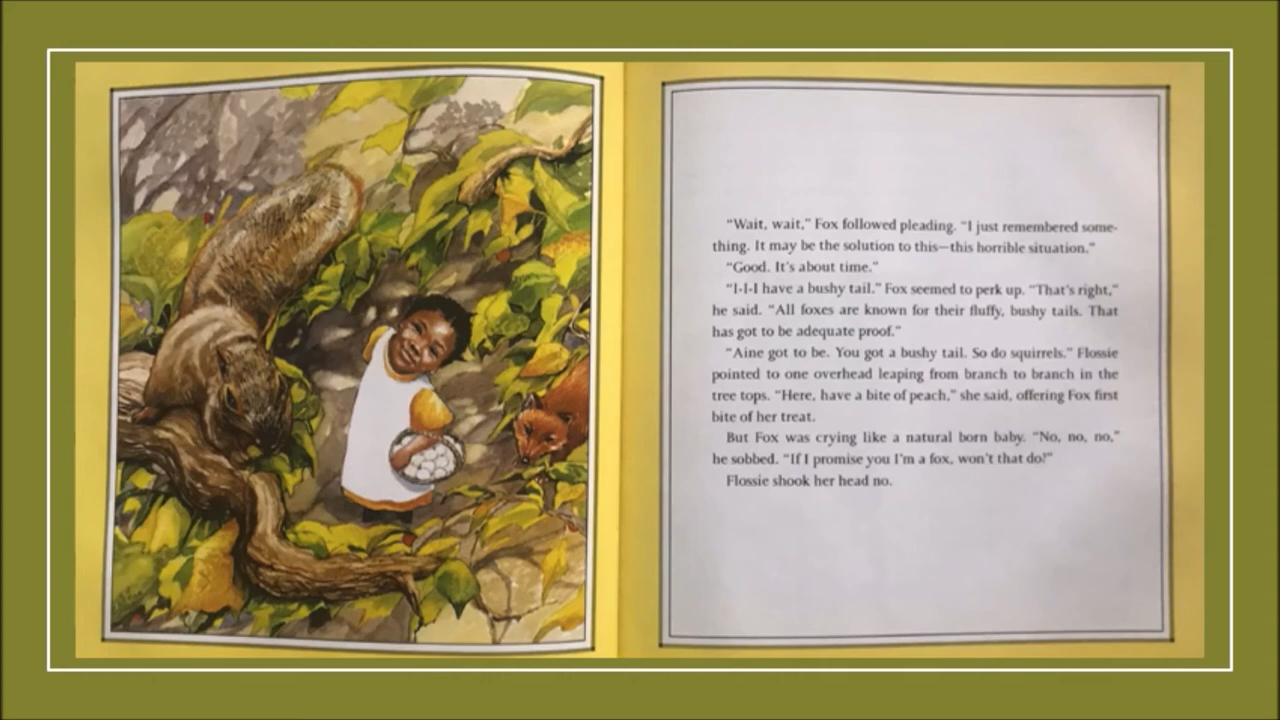 “Wait, wait,” Fox followed pleading. “I just remembered some-
thing. It may be the solution to this—this horrible situation.”
“Good. It’s about time.”
“I-I-I have a bushy tail.” Fox seemed to perk up. “That’s right,”
he said. “All foxes are known for their fluffy, bushy tails. That
has got to be adequate proof.”
“Aine got to be. You got a bushy tail. So do squirrels.” Flossie
pointed to one overhead leaping from branch to branch in the
tree tops. “Here, have a bite of peach,” she said, offering Fox first
bite of her treat.
But Fox was crying like a natural born baby. “No, no, no,”
he sobbed. “If I promise you I’m a fox, won’t that do?”
Flossie shook her head no.